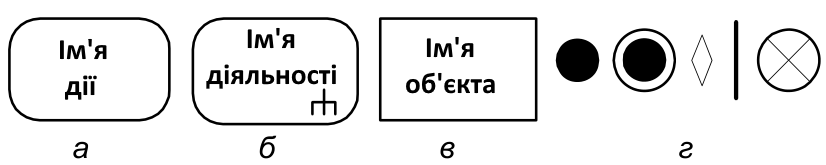 Ім'я
дії
Ім'я
діяльності
Ім'я
об'єкта
а б в г